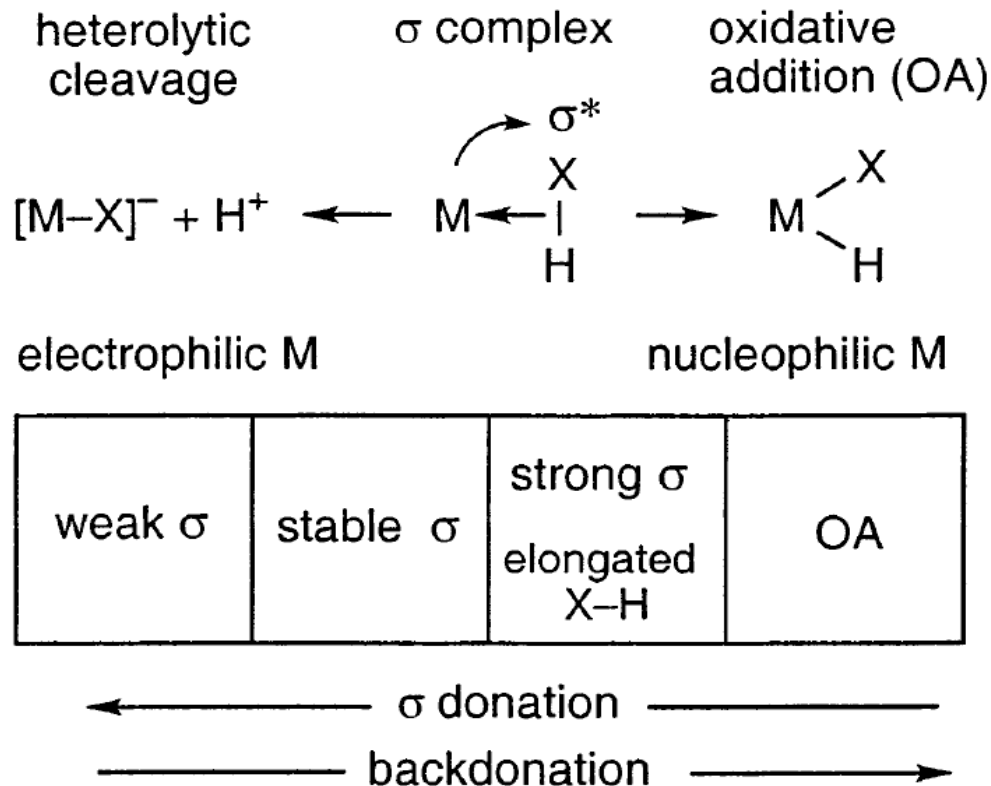 heterolytic cleavage
σ complex
oxidative addition (OA)
σ*
X
H
[M–X]⁻ + H⁺
M
M
X
H
electrophilic M
nucleophilic M
weak σ
stable σ
strong σ
elongated
X–H
OA
σ donation
backdonation